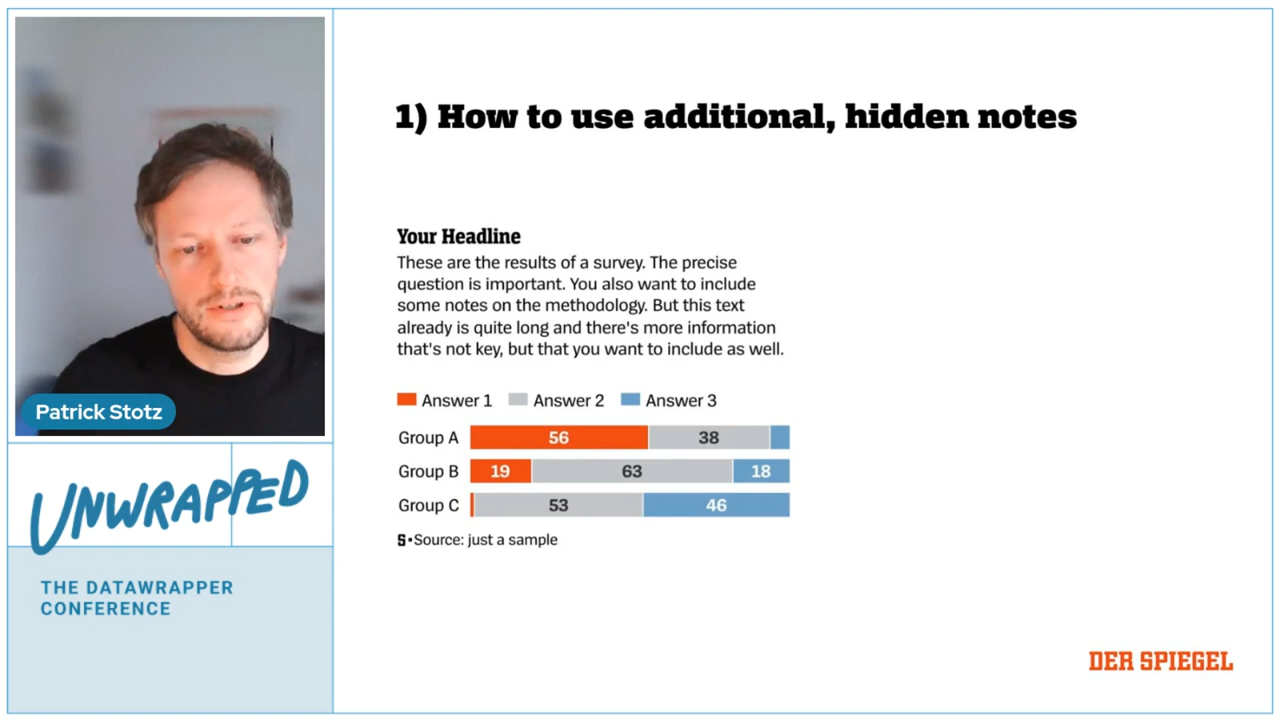 1) How to use additional, hidden notes
Your Headline
These are the results of a survey. The precise
question is important. You also want to include
some notes on the methodology. But this text
already is quite long and there's more information
that's not key, but that you want to include as well.
Answer 1 Answer 2 Answer 3
Group A 56 38
Group B 19 63 18
Group C 53 46
S•Source: just a sample
DER SPIEGEL
Patrick Stotz
UNWRAPPED
THE DATAWRAPPER
CONFERENCE